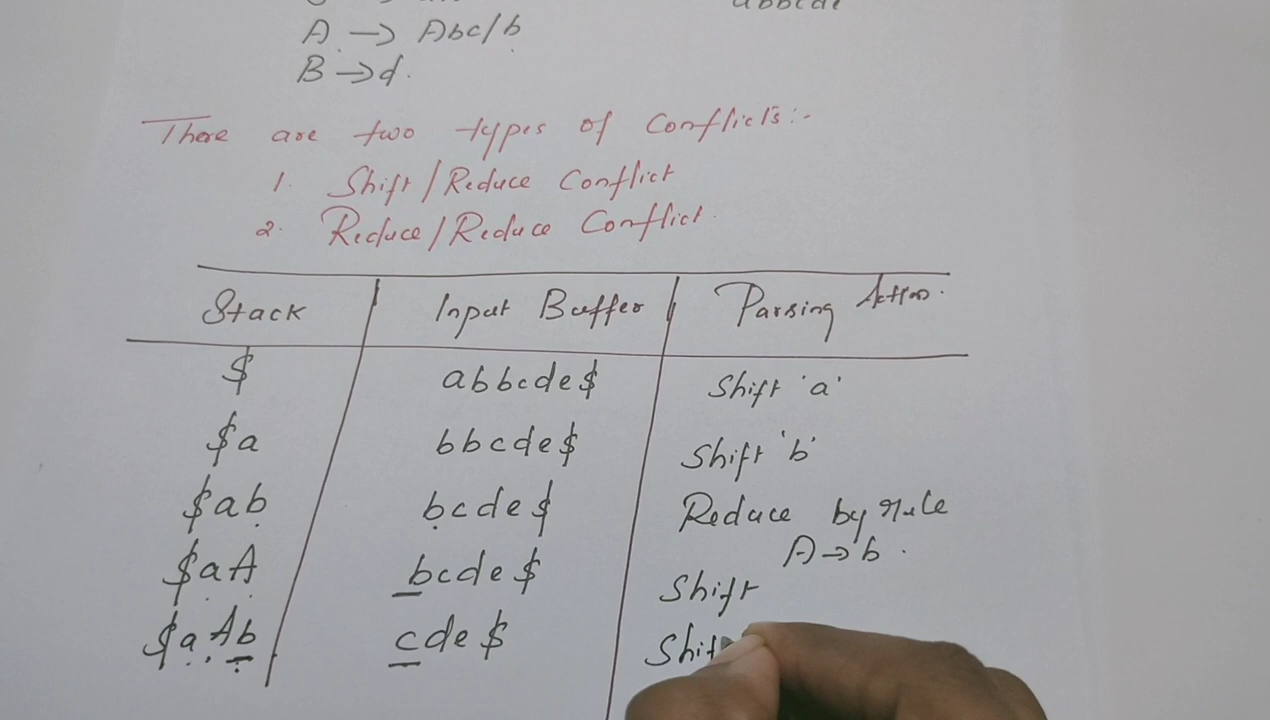 A → Abc/b
B → d.
There are two types of Conflicts:-
1. Shift/Reduce Conflict
2. Reduce/Reduce Conflict.
Stack Input Buffer Parsing Action.
$ abbcde$ Shift 'a'
$a bbcde$ Shift 'b'
$ab bcde$ Reduce by rule
A→b.
$aA bcde$ Shift
$aAb cde$ Shif